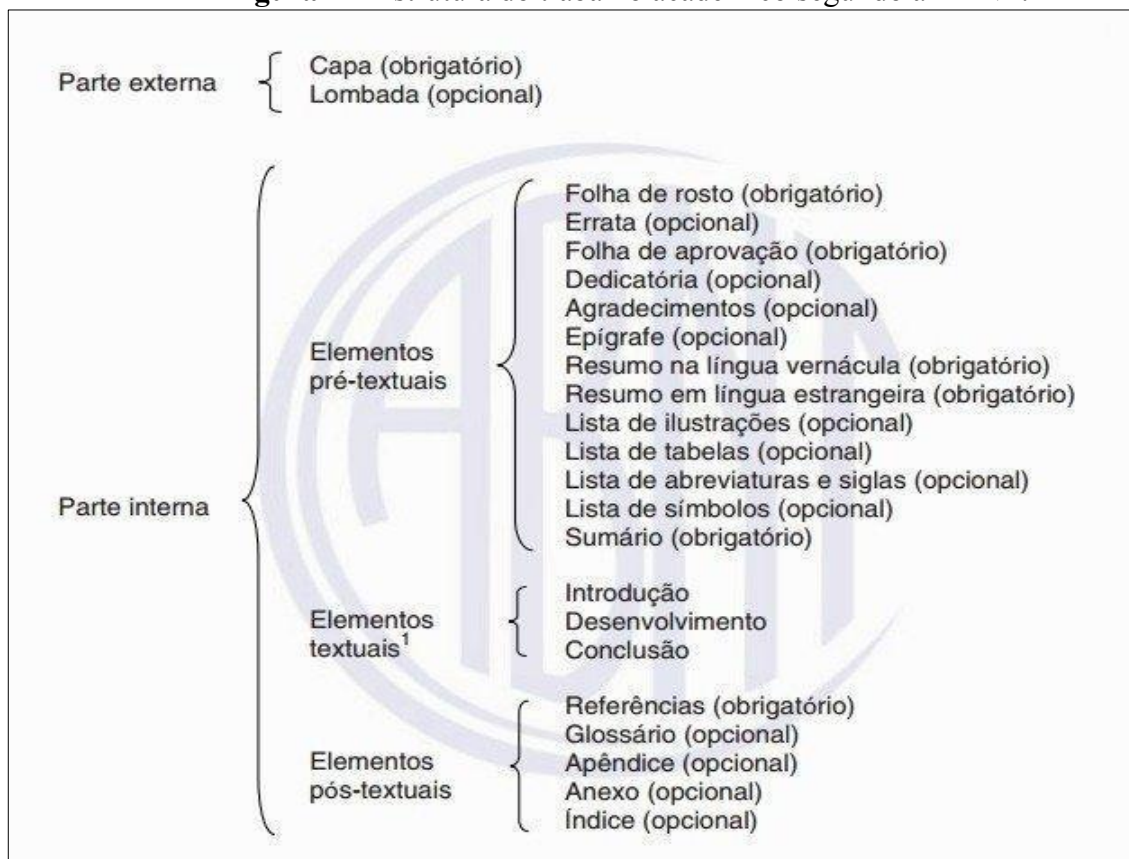 Parte externa
Capa (obrigatório)
Lombada (opcional)
Parte interna
Elementos
pré-textuais
Folha de rosto (obrigatório)
Errata (opcional)
Folha de aprovação (obrigatório)
Dedicatória (opcional)
Agradecimentos (opcional)
Epígrafe (opcional)
Resumo na língua vernácula (obrigatório)
Resumo em língua estrangeira (obrigatório)
Lista de ilustrações (opcional)
Lista de tabelas (opcional)
Lista de abreviaturas e siglas (opcional)
Lista de símbolos (opcional)
Sumário (obrigatório)
Elementos
textuais¹
Introdução
Desenvolvimento
Conclusão
Elementos
pós-textuais
Referências (obrigatório)
Glossário (opcional)
Apêndice (opcional)
Anexo (opcional)
Índice (opcional)
ABNT